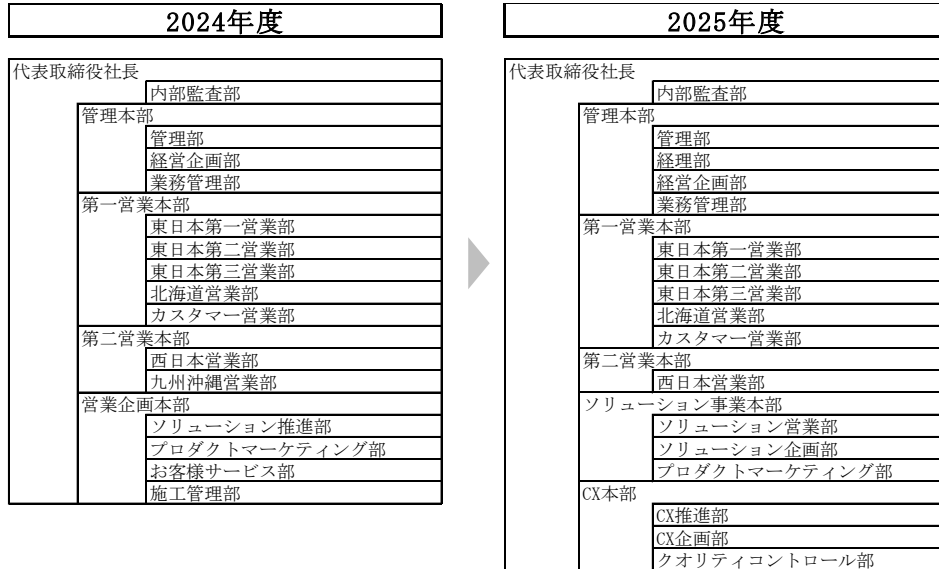 2024年度
代表取締役社長
内部監査部
管理本部
管理部
経営企画部
業務管理部
第一営業本部
東日本第一営業部
東日本第二営業部
東日本第三営業部
北海道営業部
カスタマー営業部
第二営業本部
西日本営業部
九州沖縄営業部
営業企画本部
ソリューション推進部
プロダクトマーケティング部
お客様サービス部
施工管理部
2025年度
代表取締役社長
内部監査部
管理本部
管理部
経理部
経営企画部
業務管理部
第一営業本部
東日本第一営業部
東日本第二営業部
東日本第三営業部
北海道営業部
カスタマー営業部
第二営業本部
西日本営業部
ソリューション事業本部
ソリューション営業部
ソリューション企画部
プロダクトマーケティング部
CX本部
CX推進部
CX企画部
クオリティコントロール部